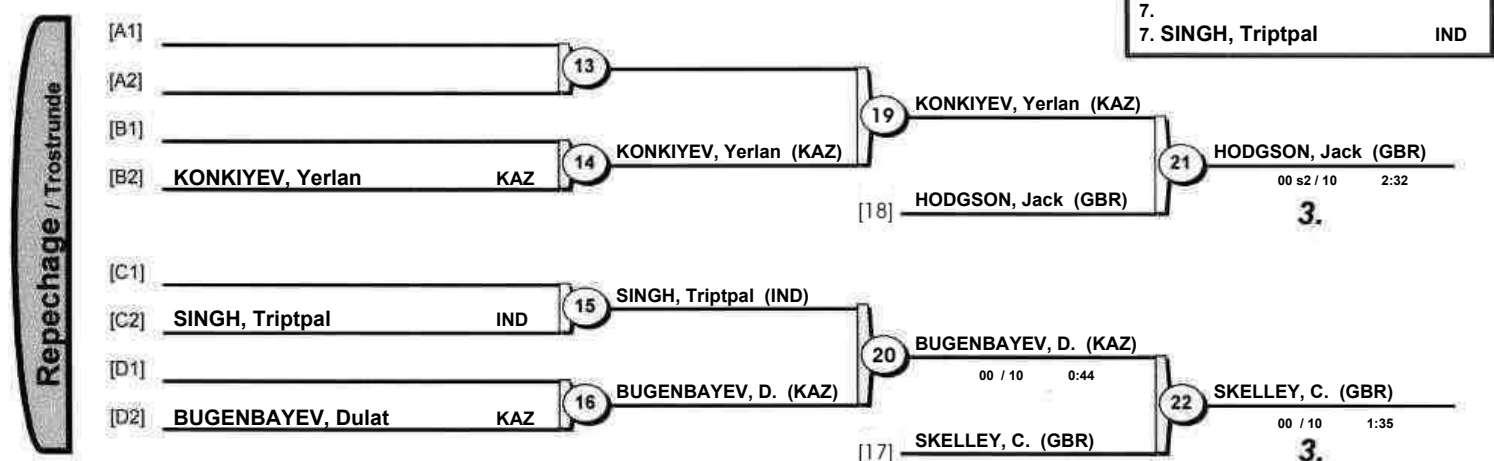 7.
7. SINGH, Triptpal IND
Repechage / Trostrunde
[A1]
13
[A2]
KONKIYEV, Yerlan (KAZ)
19
[B1]
KONKIYEV, Yerlan (KAZ)
14
HODGSON, Jack (GBR)
21
[B2] KONKIYEV, Yerlan KAZ
00 s2 / 10 2:32
[18] HODGSON, Jack (GBR)
3.
[C1]
SINGH, Triptpal (IND)
15
[C2] SINGH, Triptpal IND
BUGENBAYEV, D. (KAZ)
20
00 / 10 0:44
[D1]
BUGENBAYEV, D. (KAZ)
16
SKELLEY, C. (GBR)
22
[D2] BUGENBAYEV, Dulat KAZ
00 / 10 1:35
[17] SKELLEY, C. (GBR)
3.